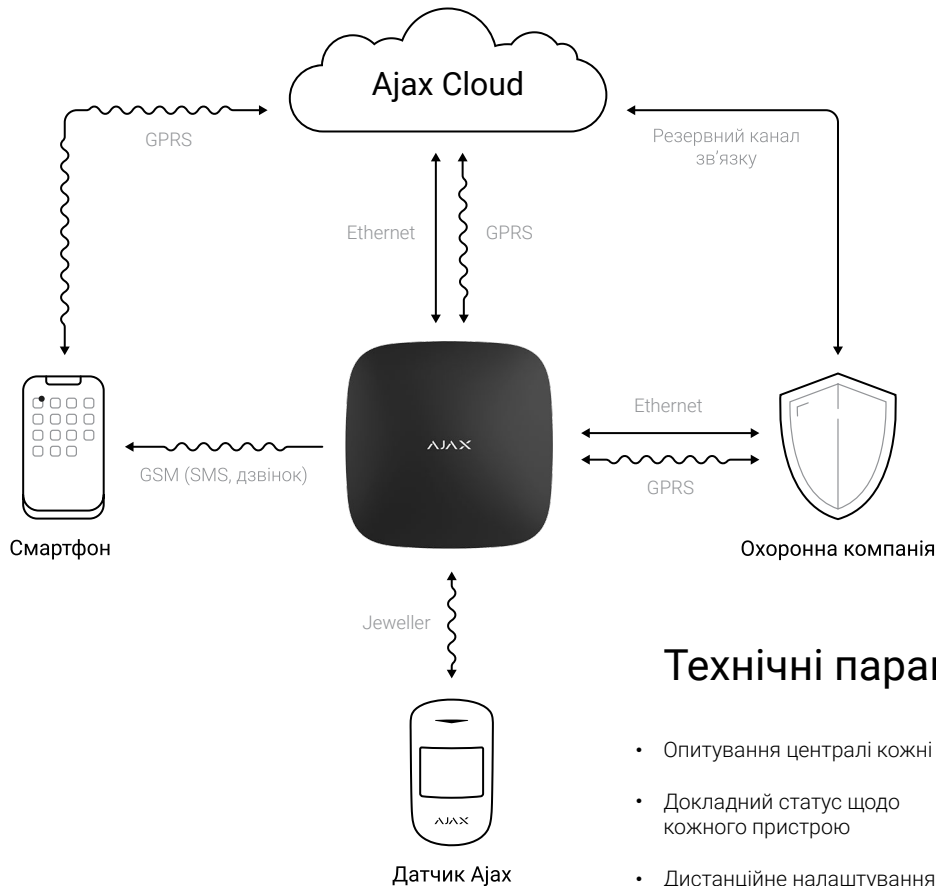 Ajax Cloud
GPRS
Резервний канал
зв’язку
Ethernet
GPRS
AJAX
Ethernet
GSM (SMS, дзвінок)
GPRS
Смартфон
Охоронна компанія
Jeweller
Технічні
AJAX
Датчик Ajax
• Опитування централі кожні
• Докладний статус щодо
кожного пристрою
• Дистанційне налаштування